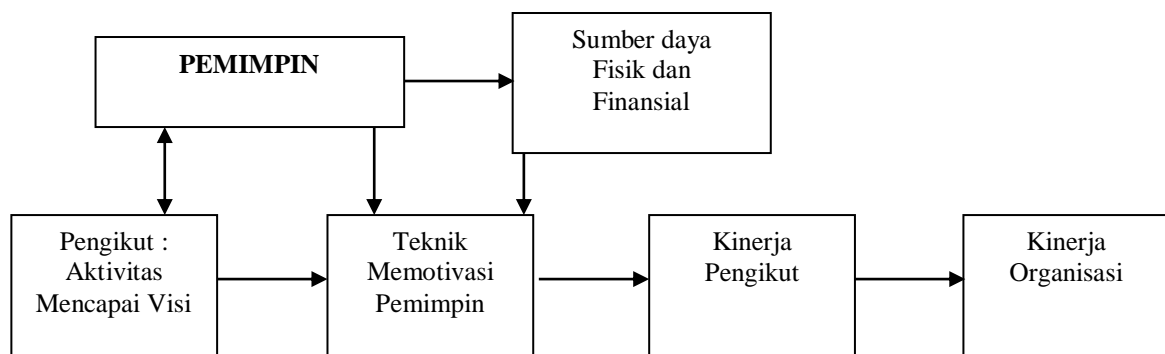 PEMIMPIN
Sumber daya
Fisik dan
Finansial
Pengikut :
Aktivitas
Mencapai Visi
Teknik
Memotivasi
Pemimpin
Kinerja
Pengikut
Kinerja
Organisasi